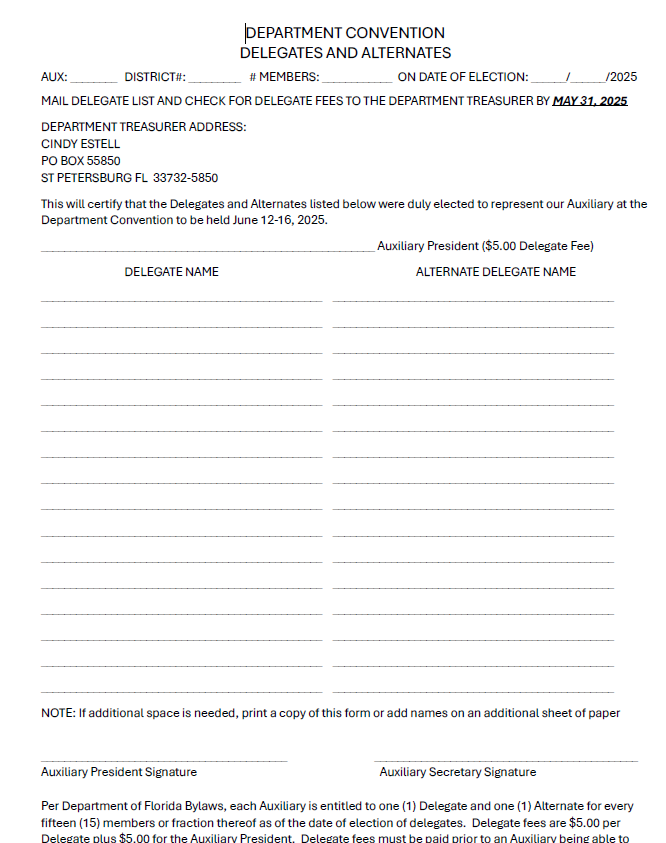 DEPARTMENT CONVENTION
DELEGATES AND ALTERNATES
AUX: _______ DISTRICT#: ________ # MEMBERS: ___________ ON DATE OF ELECTION: _____/_____/2025
MAIL DELEGATE LIST AND CHECK FOR DELEGATE FEES TO THE DEPARTMENT TREASURER BY MAY 31, 2025
DEPARTMENT TREASURER ADDRESS:
CINDY ESTELL
PO BOX 55850
ST PETERSBURG FL 33732-5850
This will certify that the Delegates and Alternates listed below were duly elected to represent our Auxiliary at the
Department Convention to be held June 12-16, 2025.
____________________________________________________ Auxiliary President ($5.00 Delegate Fee)
DELEGATE NAME ALTERNATE DELEGATE NAME
NOTE: If additional space is needed, print a copy of this form or add names on an additional sheet of paper
Auxiliary President Signature Auxiliary Secretary Signature
Per Department of Florida Bylaws, each Auxiliary is entitled to one (1) Delegate and one (1) Alternate for every
fifteen (15) members or fraction thereof as of the date of election of delegates. Delegate fees are $5.00 per
Delegate plus $5.00 for the Auxiliary President. Delegate fees must be paid prior to an Auxiliary being able to